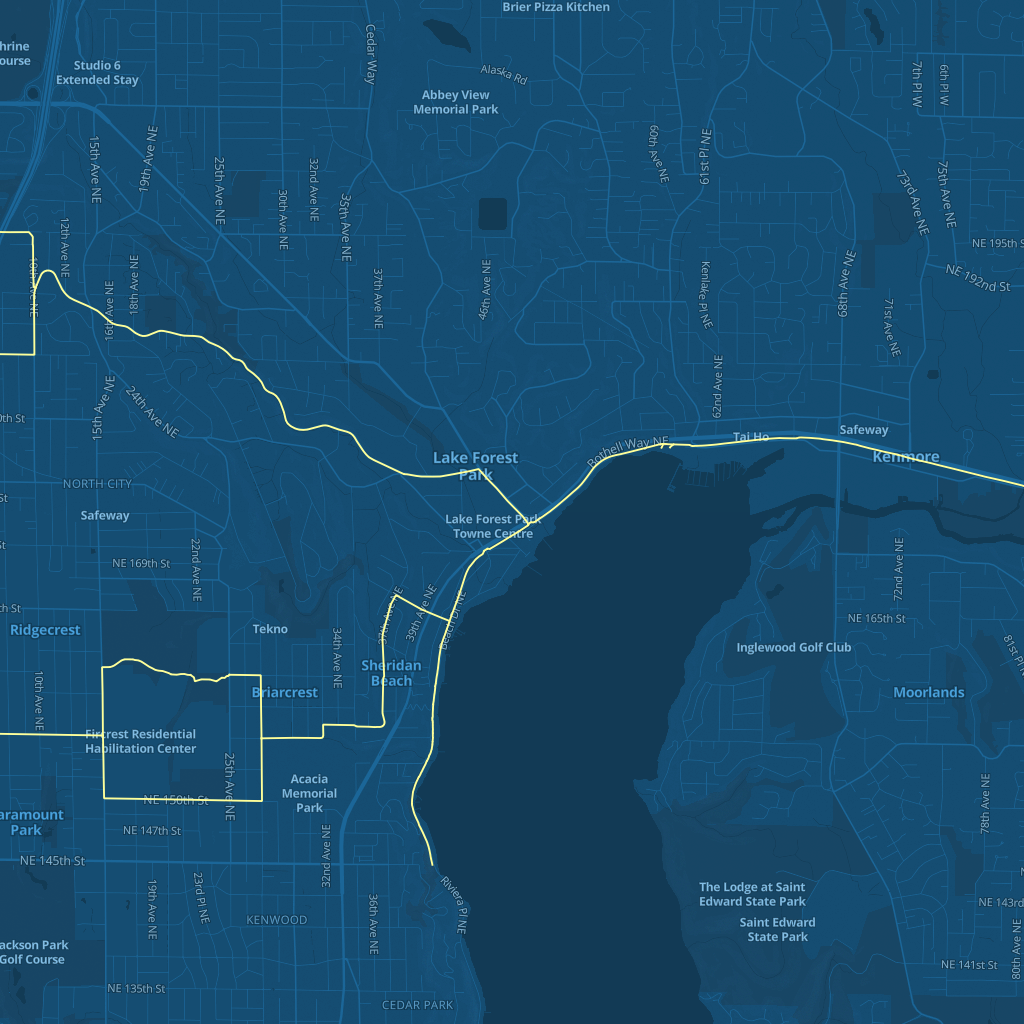 Brier Pizza Kitchen
hrine
ourse
Studio 6
Extended Stay
Cedar Way
Alaska Rd
Abbey View
Memorial Park
7th Pl W
6th Pl W
15th Ave NE
19th Ave NE
25th Ave NE
32nd Ave NE
30th Ave NE
35th Ave NE
60th Ave NE
61st Pl NE
73rd Ave NE
75th Ave NE
12th Ave NE
10th Ave NE
16th Ave NE
18th Ave NE
37th Ave NE
46th Ave NE
Kenlake Pl NE
68th Ave NE
71st Ave NE
NE 195th S
NE 192nd St
62nd Ave NE
0th St
15th Ave NE
24th Ave NE
Lake Forest
Park
Bothell Way NE
Tai Ho
Safeway
Kenmore
NORTH CITY
Safeway
St
Lake Forest Park
Towne Centre
St
NE 169th St
22nd Ave NE
72nd Ave NE
th St
Ridgecrest
Tekno
37th Ave NE
39th Ave NE
Beach Dr NE
34th Ave NE
NE 165th St
Inglewood Golf Club
81st Pl N
Sheridan
Beach
Briarcrest
Moorlands
10th Ave NE
Fircrest Residential
Habilitation Center
25th Ave NE
Acacia
Memorial
Park
NE 150th St
aramount
Park
NE 147th St
78th Ave NE
NE 145th St
32nd Ave NE
19th Ave NE
23rd Pl NE
36th Ave NE
Riviera Pl NE
The Lodge at Saint
Edward State Park
NE 143rd
KENWOOD
Saint Edward
State Park
80th Ave NE
ackson Park
Golf Course
NE 141st St
NE 135th St
CEDAR PARK